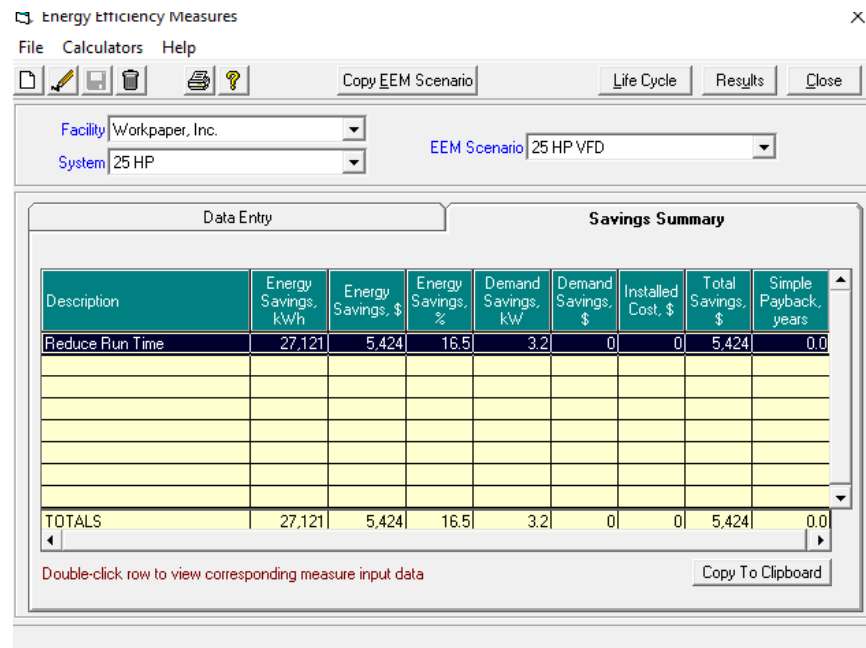 Energy Efficiency Measures
File Calculators Help
Copy EEM Scenario Life Cycle Results Close
Facility Workpaper, Inc.
EEM Scenario 25 HP VFD
System 25 HP
Data Entry Savings Summary
Description Energy Savings, kWh Energy Savings, $ Energy Savings, % Demand Savings, kW Demand Savings, $ Installed Cost, $ Total Savings, $ Simple Payback, years
Reduce Run Time 27,121 5,424 16.5 3.2 0 0 5,424 0.0
TOTALS 27,121 5,424 16.5 3.2 0 0 5,424 0.0
Double-click row to view corresponding measure input data Copy To Clipboard